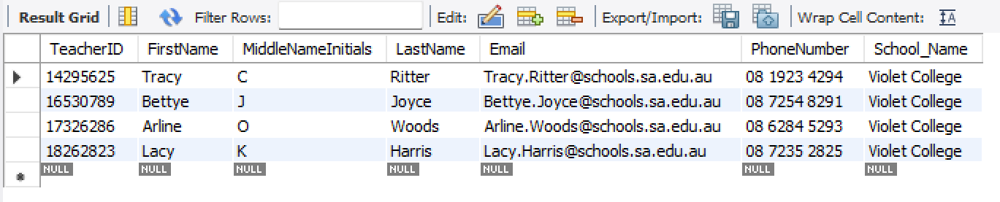 Result Grid Filter Rows: Edit: Export/Import: Wrap Cell Content: IA
TeacherID FirstName MiddleNameInitials LastName Email PhoneNumber School_Name
14295625 Tracy C Ritter Tracy.Ritter@schools.sa.edu.au 08 1923 4294 Violet College
16530789 Bettye J Joyce Bettye.Joyce@schools.sa.edu.au 08 7254 8291 Violet College
17326286 Arline O Woods Arline.Woods@schools.sa.edu.au 08 6284 5293 Violet College
18262823 Lacy K Harris Lacy.Harris@schools.sa.edu.au 08 7235 2825 Violet College
NULL NULL NULL NULL NULL NULL NULL